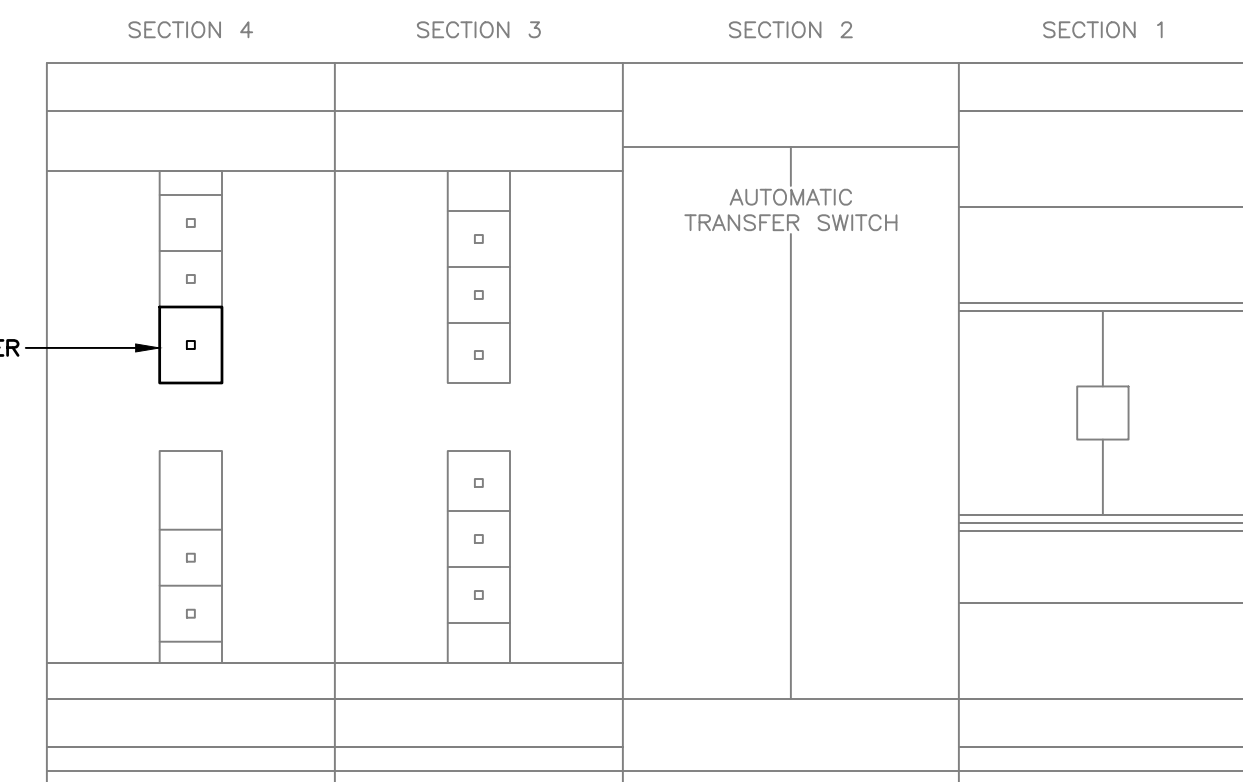 SECTION 4
SECTION 3
SECTION 2
SECTION 1
AUTOMATIC
TRANSFER SWITCH